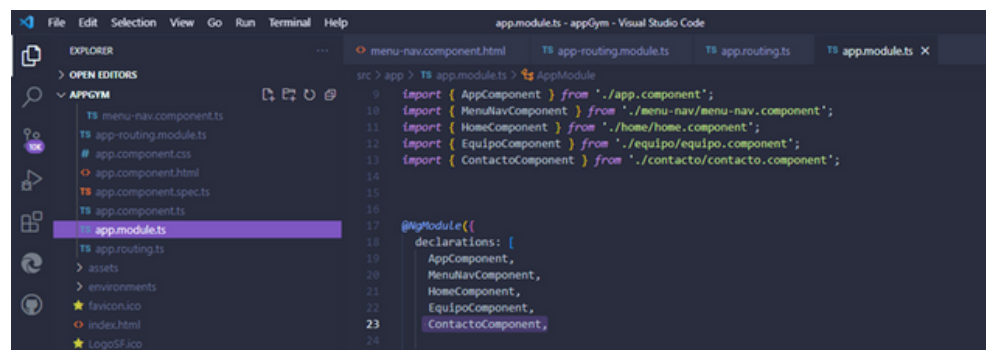 File Edit Selection View Go Run Terminal Help
app.module.ts - appGym - Visual Studio Code
EXPLORER
OPEN EDITORS
APPGYM
TS menu-nav.component.ts
TS app-routing.module.ts
# app.component.css
app.component.html
TS app.component.spec.ts
TS app.component.ts
TS app.module.ts
TS app.routing.ts
assets
environments
favicon.ico
index.html
LogoSF.ico
10K
menu-nav.component.html TS app-routing.module.ts TS app.routing.ts TS app.module.ts
src > app > TS app.module.ts > AppModule
9 import { AppComponent } from './app.component';
10 import { MenuNavComponent } from './menu-nav/menu-nav.component';
11 import { HomeComponent } from './home/home.component';
12 import { EquipoComponent } from './equipo/equipo.component';
13 import { ContactoComponent } from './contacto/contacto.component';
14
15
16
17 @NgModule({
18 declarations: [
19 AppComponent,
20 MenuNavComponent,
21 HomeComponent,
22 EquipoComponent,
23 ContactoComponent,
24